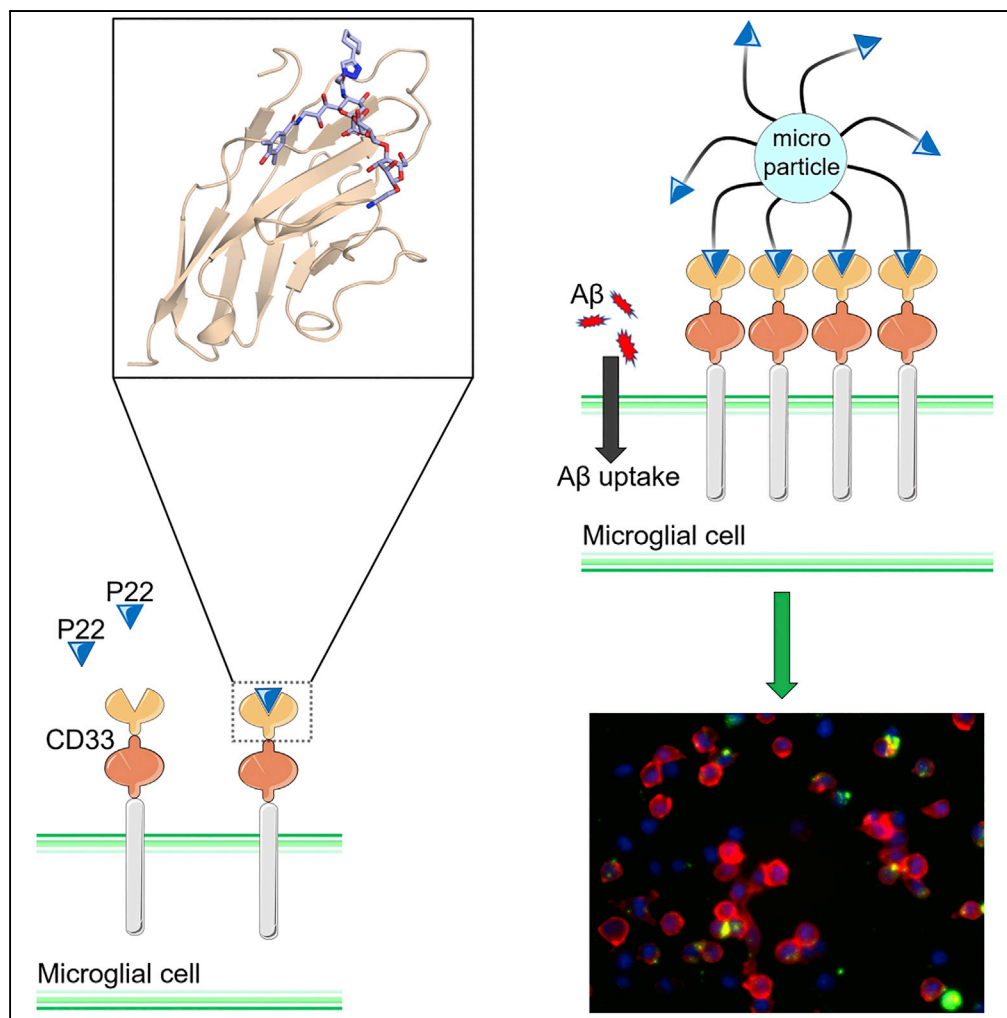 P22
P22
CD33
Microglial cell
micro
particle
Aβ
Aβ uptake
Microglial cell